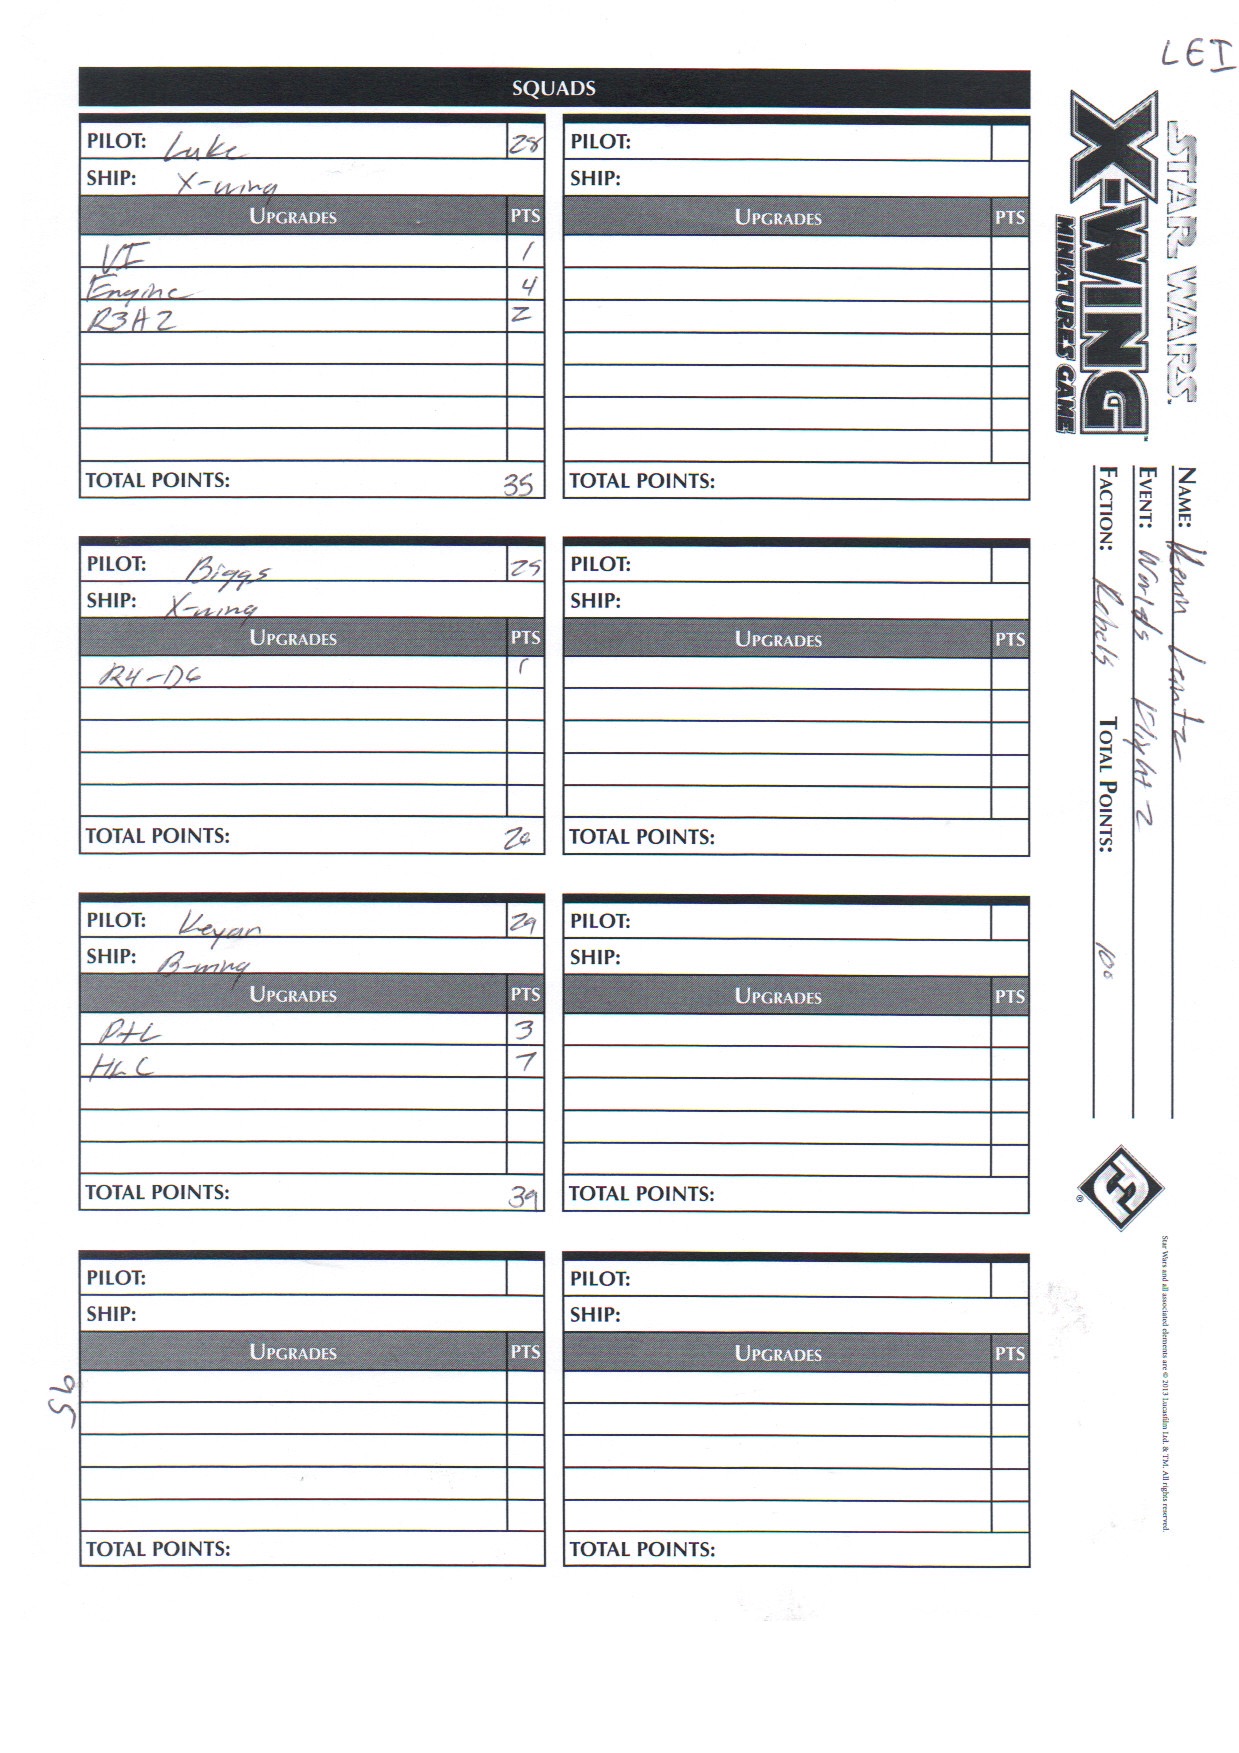 LEI
SQUADS
PILOT: Luke 28
SHIP: X-wing
UPGRADES PTS
VI 1
Engine 4
R3A2 2
TOTAL POINTS: 35
PILOT:
SHIP:
UPGRADES PTS
TOTAL POINTS:
PILOT: Biggs 25
SHIP: X-wing
UPGRADES PTS
R4-D6 1
TOTAL POINTS: 26
PILOT:
SHIP:
UPGRADES PTS
TOTAL POINTS:
PILOT: Keyan 29
SHIP: B-wing
UPGRADES PTS
PtL 3
HLC 7
TOTAL POINTS: 39
PILOT:
SHIP:
UPGRADES PTS
TOTAL POINTS:
PILOT:
SHIP:
UPGRADES PTS
TOTAL POINTS:
PILOT:
SHIP:
UPGRADES PTS
TOTAL POINTS:
STAR WARS
X-WING™
MINIATURES GAME
NAME:
EVENT: Worlds Flight 2
FACTION: Rebels TOTAL POINTS: 100
®
Star Wars and all associated elements are © 2013 Lucasfilm Ltd. & TM. All rights reserved.